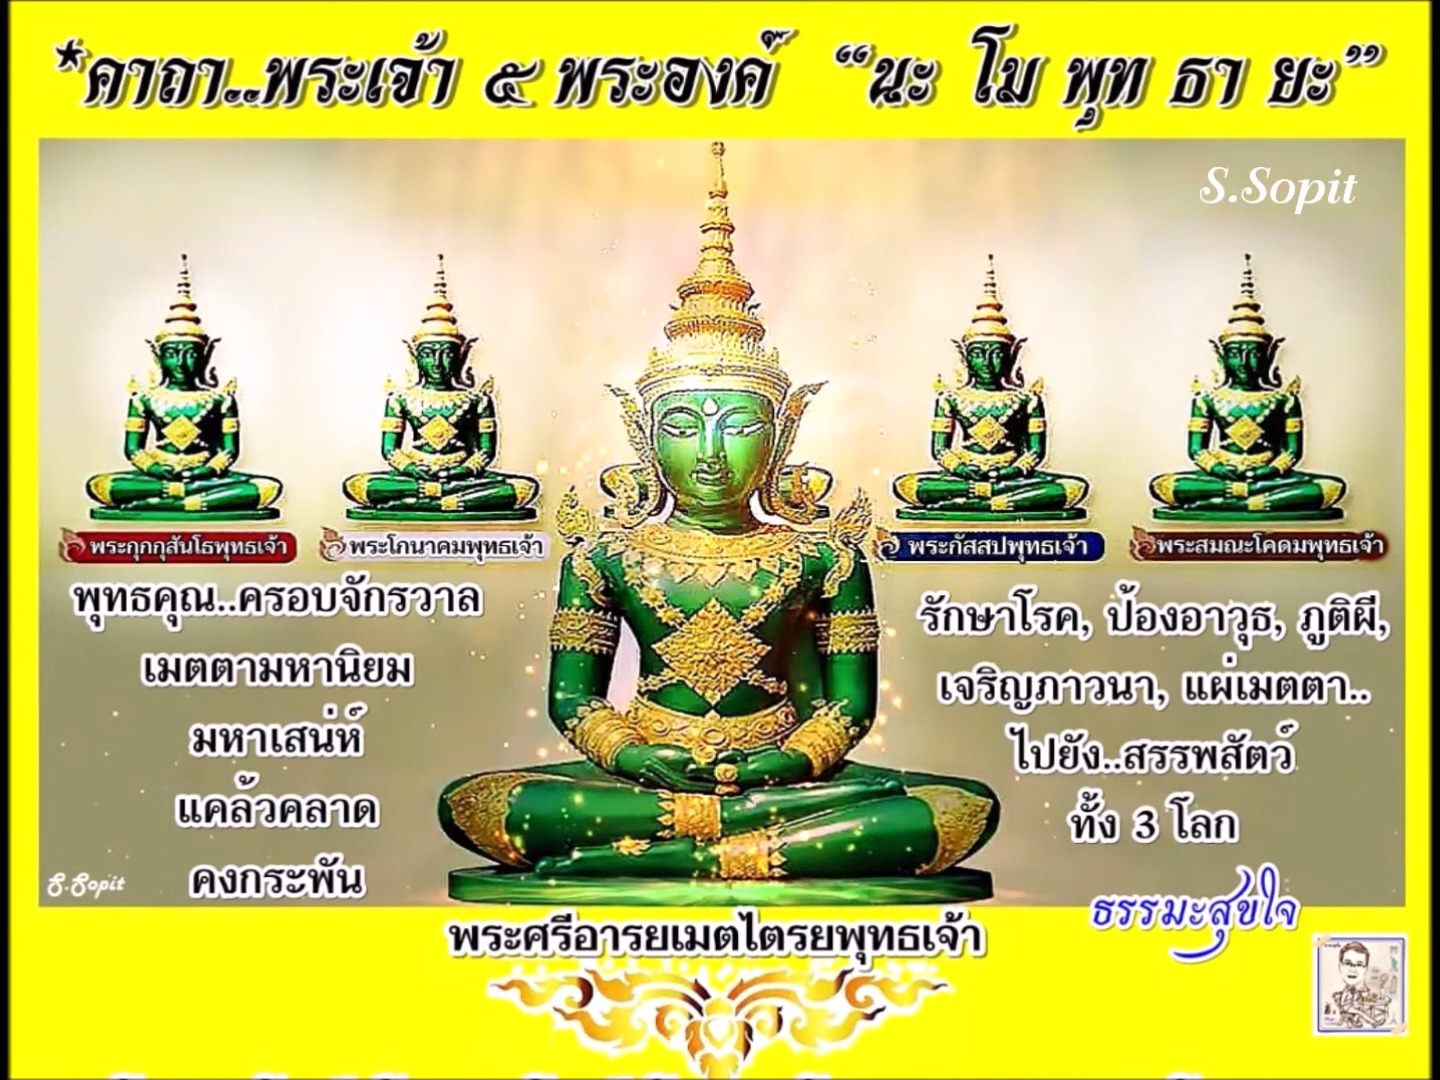 *คาถา..พระเจ้า ๕ พระองค์ “นะ โม พุท ธา ยะ”
S.Sopit
พระกุกกุสันโธพุทธเจ้า
พระโกนาคมพุทธเจ้า
พระกัสสปพุทธเจ้า
พระสมณะโคดมพุทธเจ้า
พุทธคุณ..ครอบจักรวาล
เมตตามหานิยม
มหาเสน่ห์
แคล้วคลาด
คงกระพัน
รักษาโรค, ป้องอาวุธ, ภูติผี,
เจริญภาวนา, แผ่เมตตา..
ไปยัง..สรรพสัตว์
ทั้ง 3 โลก
S.Sopit
ธรรมะสุขใจ
พระศรีอารยเมตไตรยพุทธเจ้า